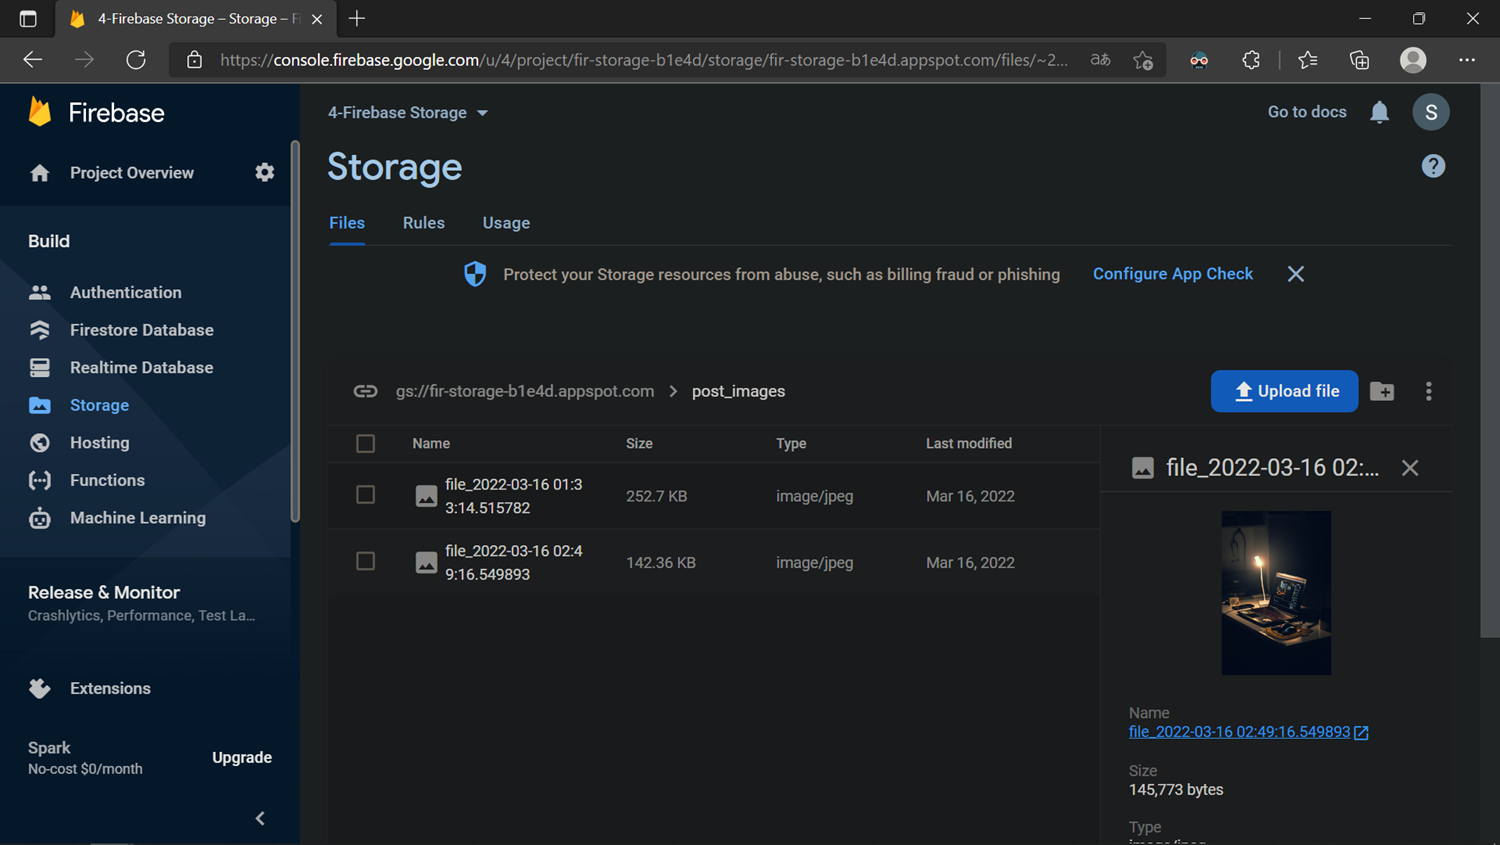 4-Firebase Storage – Storage – Fi
https://console.firebase.google.com/u/4/project/fir-storage-b1e4d/storage/fir-storage-b1e4d.appspot.com/files/~2...
Firebase
4-Firebase Storage
Go to docs
S
Project Overview
Storage
Files
Rules
Usage
Build
Protect your Storage resources from abuse, such as billing fraud or phishing
Configure App Check
Authentication
Firestore Database
Realtime Database
Storage
Hosting
Functions
Machine Learning
gs://fir-storage-b1e4d.appspot.com > post_images
Upload file
Name Size Type Last modified
file_2022-03-16 01:3
3:14.515782
252.7 KB image/jpeg Mar 16, 2022
file_2022-03-16 02:4
9:16.549893
142.36 KB image/jpeg Mar 16, 2022
file_2022-03-16 02:...
Name
file_2022-03-16 02:49:16.549893
Size
145,773 bytes
Type
Release & Monitor
Crashlytics, Performance, Test La...
Extensions
Spark
No-cost $0/month
Upgrade